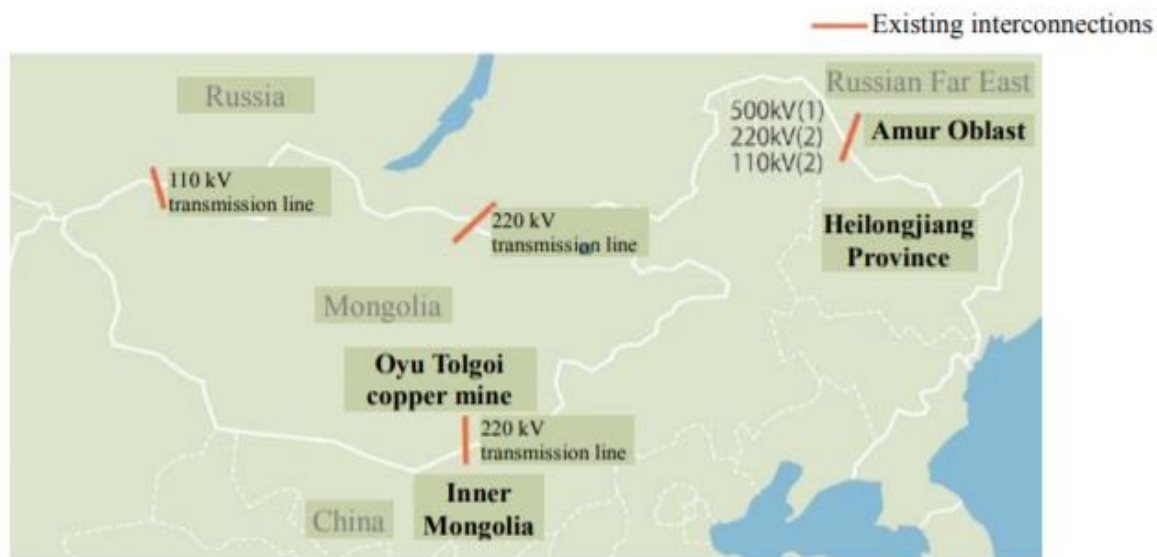 Existing interconnections
Russia
Russian Far East
500kV(1)
220kV(2)
110kV(2)
Amur Oblast
110 kV
transmission line
220 kV
transmission line
Heilongjiang
Province
Mongolia
Oyu Tolgoi
copper mine
220 kV
transmission line
Inner
Mongolia
China